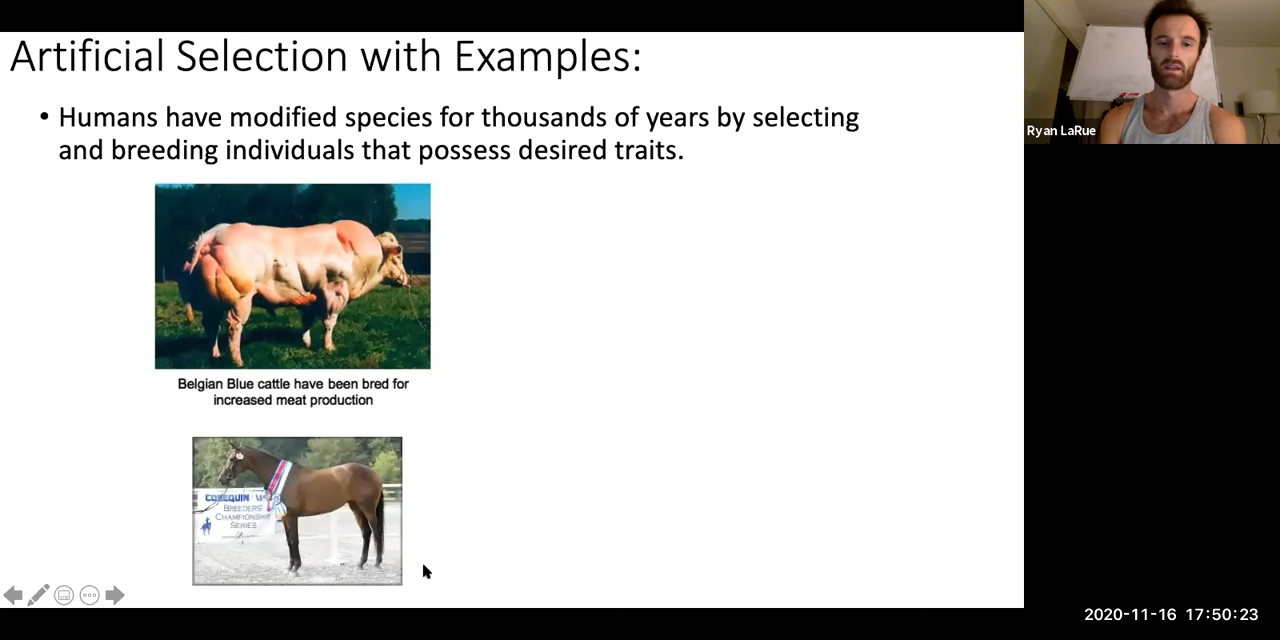 Artificial Selection with Examples:
• Humans have modified species for thousands of years by selecting
and breeding individuals that possess desired traits.
Belgian Blue cattle have been bred for
increased meat production
BREEDERS'
CHAMPIONSHIP
SERIES
Ryan LaRue
2020-11-16 17:50:23